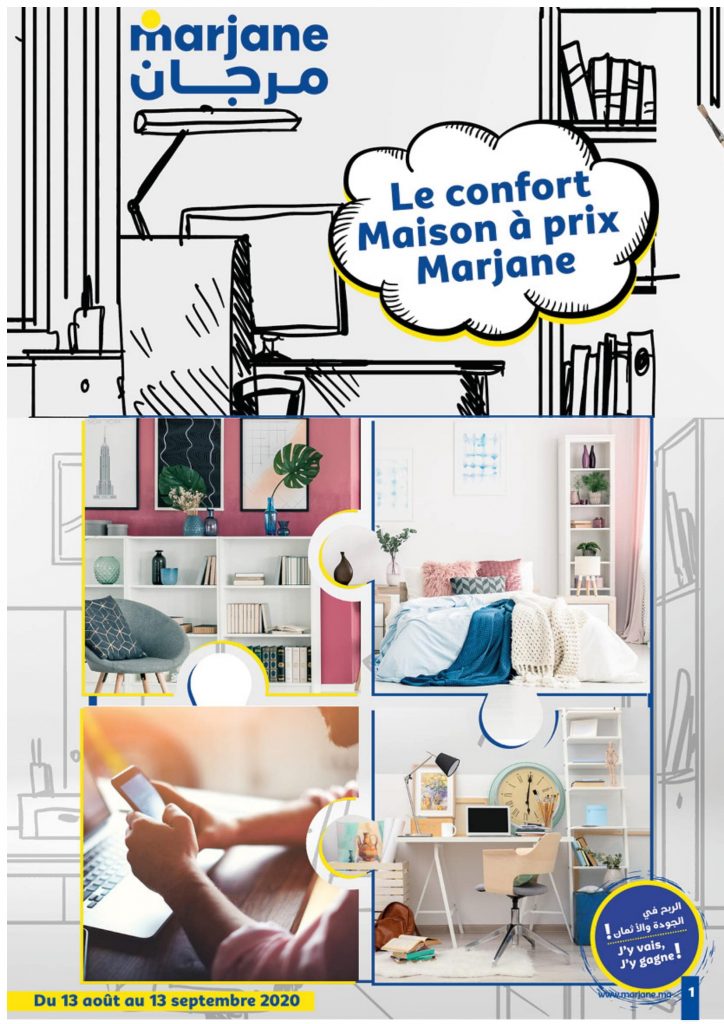 marjane
مرجان
Le confort
Maison à prix
Marjane
الربح في
الجودة والأثمان!
J'y vais,
J'y gagne!
www.marjane.ma
1
Du 13 août au 13 septembre 2020